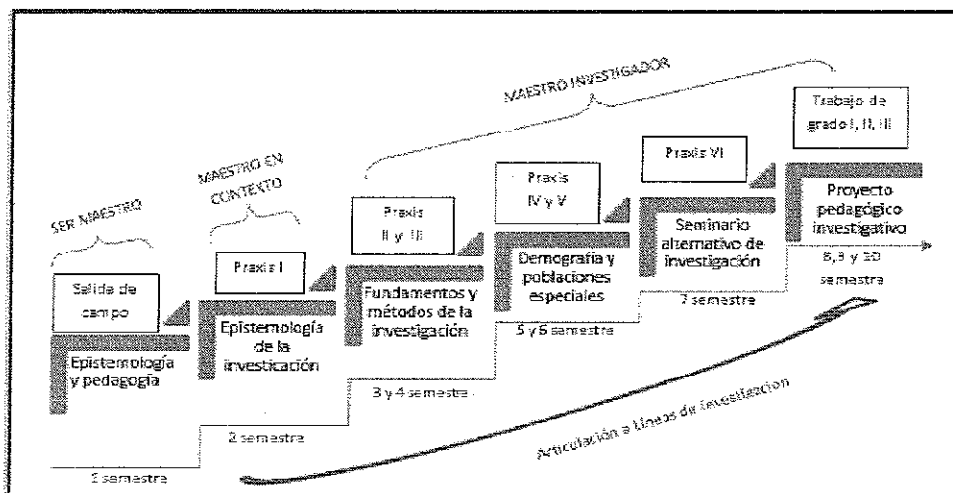 SER MAESTRO
Salida de
campo
Epistemología
y pedagogía
1 semestre
MAESTRO EN
CONTEXTO
Praxis I
Epistemología
de la
investicación
2 semestre
MAESTRO INVESTIGADOR
Praxis
II y III
Fundamentos y
métodos de la
investigación
3 y 4 semestre
Praxis
IV y V
Demografía y
poblaciones
especiales
5 y 6 semestre
Praxis VI
Seminario
alternativo de
investigación
7 semestre
Trabajo de
grado I, II, III
Proyecto
pedagógico
investigativo
8,9 y 10
semestre
Articulación a Líneas de Investigacion